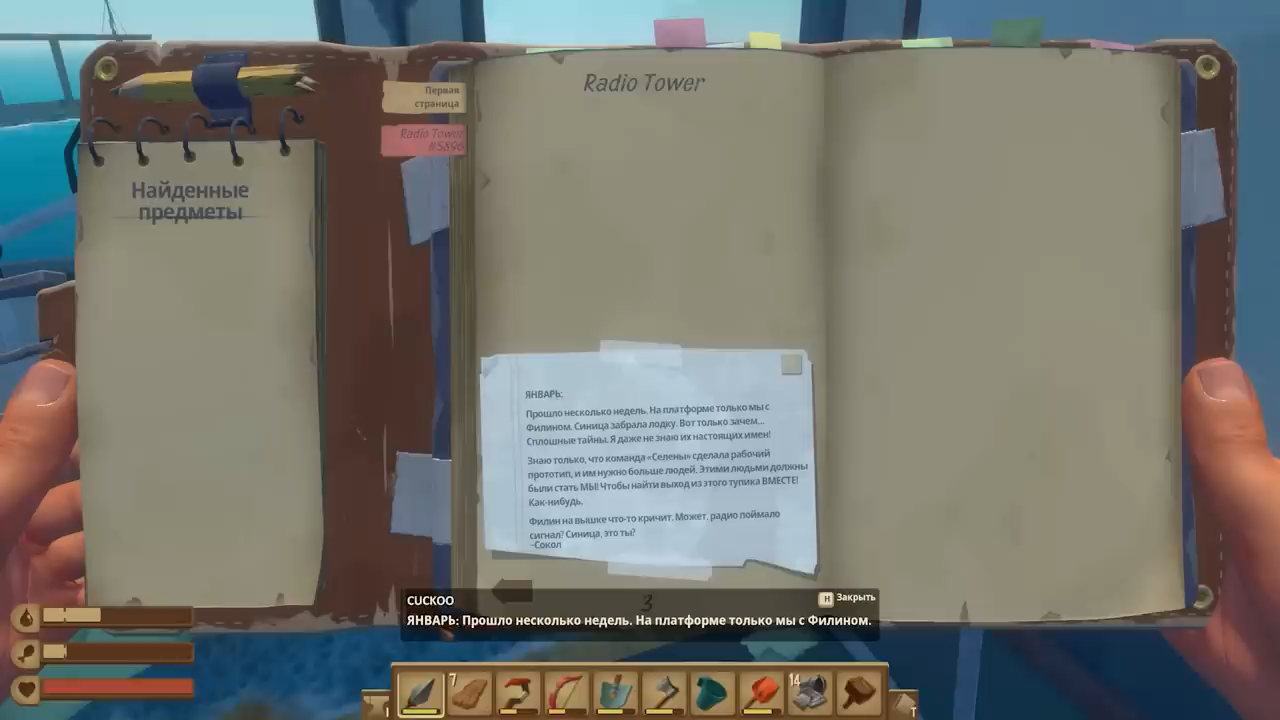 Radio Tower
Первая
страница
Radio Tower
#5896
Найденные
предметы
ЯНВАРЬ:
Прошло несколько недель. На платформе только мы с
Филином. Синица забрала лодку. Вот только зачем...
Сплошные тайны. Я даже не знаю их настоящих имен!
Знаю только, что команда «Селены» сделала рабочий
прототип, и им нужно больше людей. Этими людьми должны
были стать МЫ! Чтобы найти выход из этого тупика ВМЕСТЕ!
Как-нибудь.
Филин на вышке что-то кричит. Может, радио поймало
сигнал? Синица, это ты?
-Сокол
3
CUCKOO
H Закрыть
ЯНВАРЬ: Прошло несколько недель. На платформе только мы с Филином.
7
14
I
T